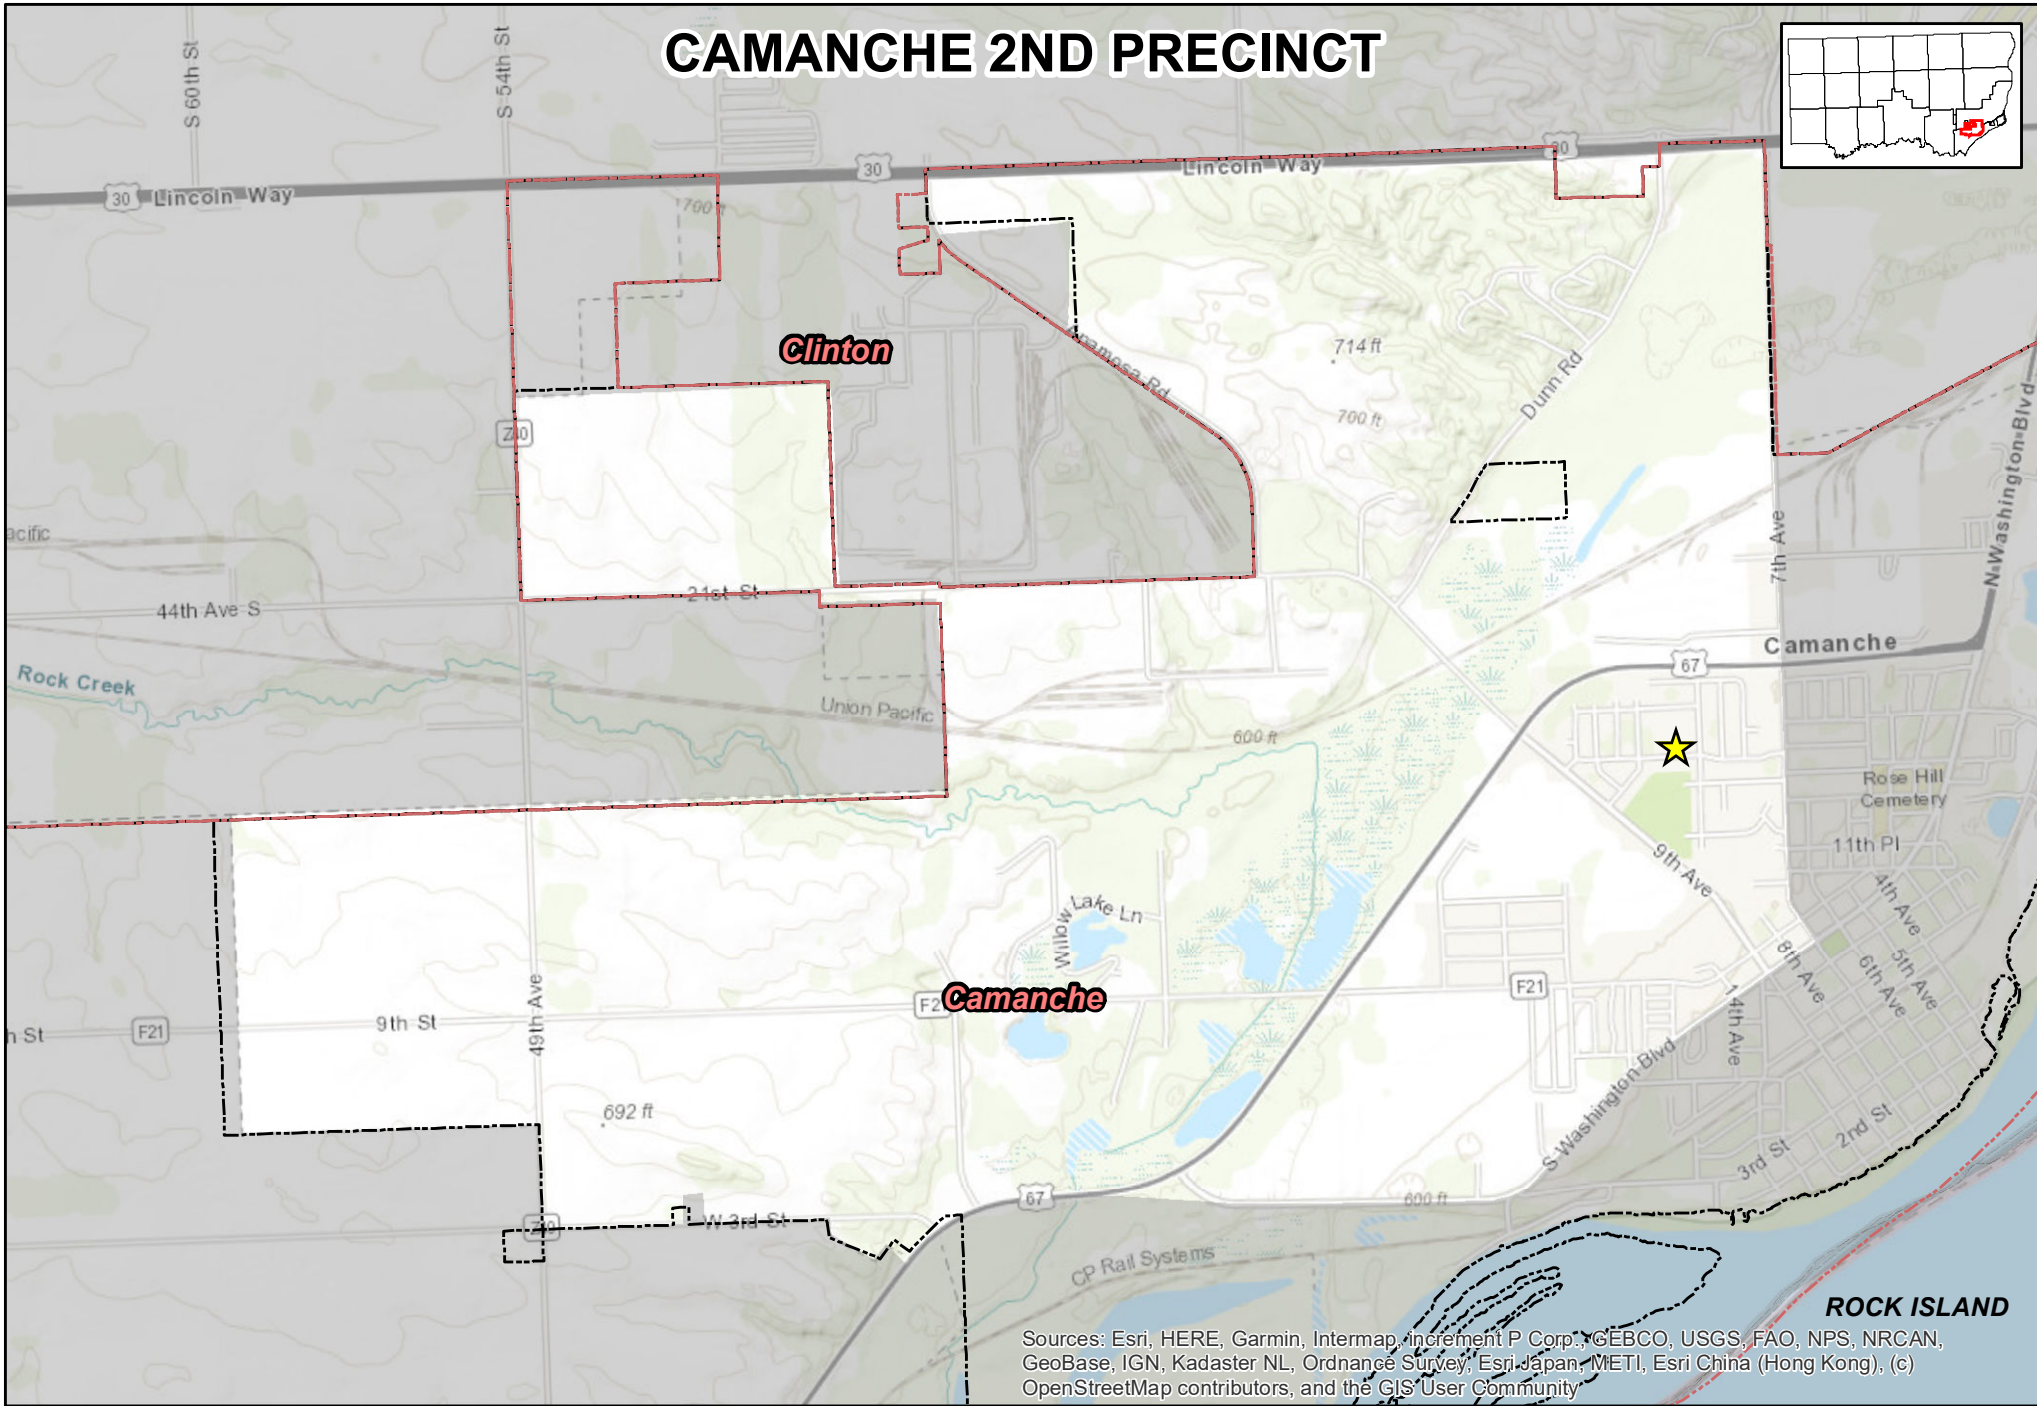 CAMANCHE 2ND PRECINCT
S 60th St
S 54th St
30
Lincoln Way
30
Lincoln Way
30
700 ft
Clinton
Anamosa Rd
714 ft
700 ft
Dunn Rd
N Washington Blvd
Z40
acific
7th Ave
44th Ave S
21st St
Rock Creek
Union Pacific
600 ft
67
Camanche
Rose Hill
Cemetery
11th Pl
9th Ave
4th Ave
5th Ave
6th Ave
8th Ave
14th Ave
Willow Lake Ln
F21
Camanche
F21
h St
F21
9th St
49th Ave
692 ft
S Washington Blvd
3rd St
2nd St
67
600 ft
Z40
W 3rd St
CP Rail Systems
ROCK ISLAND
Sources: Esri, HERE, Garmin, Intermap, increment P Corp., GEBCO, USGS, FAO, NPS, NRCAN,
GeoBase, IGN, Kadaster NL, Ordnance Survey, Esri Japan, METI, Esri China (Hong Kong), (c)
OpenStreetMap contributors, and the GIS User Community